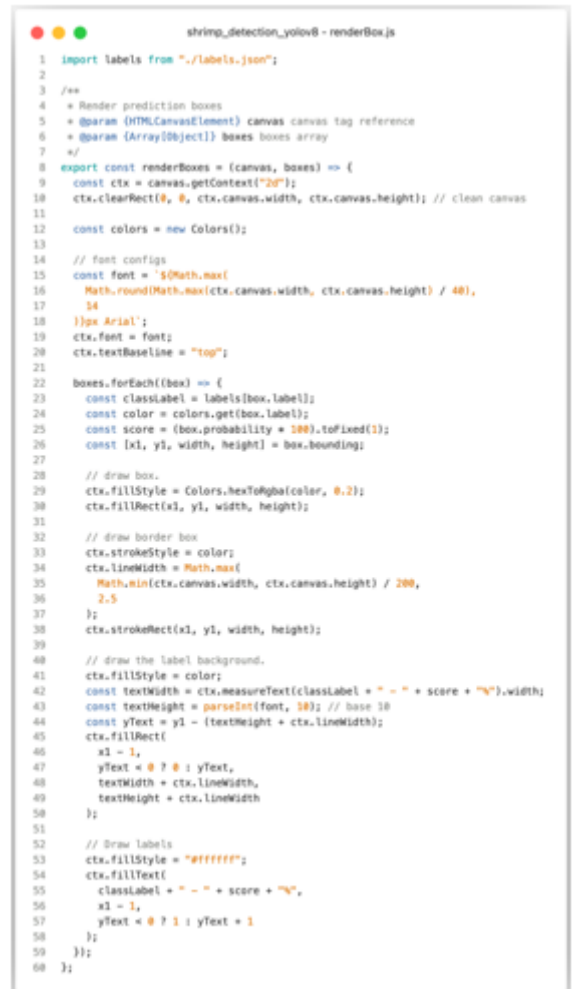 shrimp_detection_yolov8 - renderBox.js
1 import labels from "./labels.json";
2
3 /**
4  * Render prediction boxes
5  * @param {HTMLCanvasElement} canvas canvas tag reference
6  * @param {Array[Object]} boxes boxes array
7  */
8 export const renderBoxes = (canvas, boxes) => {
9   const ctx = canvas.getContext("2d");
10   ctx.clearRect(0, 0, ctx.canvas.width, ctx.canvas.height); // clean canvas
11
12   const colors = new Colors();
13
14   // font configs
15   const font = `${Math.max(
16     Math.round(Math.max(ctx.canvas.width, ctx.canvas.height) / 40),
17     14
18   )}px Arial`;
19   ctx.font = font;
20   ctx.textBaseline = "top";
21
22   boxes.forEach((box) => {
23     const classLabel = labels[box.label];
24     const color = colors.get(box.label);
25     const score = (box.probability * 100).toFixed(1);
26     const [x1, y1, width, height] = box.bounding;
27
28     // draw box.
29     ctx.fillStyle = Colors.hexToRgba(color, 0.2);
30     ctx.fillRect(x1, y1, width, height);
31
32     // draw border box
33     ctx.strokeStyle = color;
34     ctx.lineWidth = Math.max(
35       Math.min(ctx.canvas.width, ctx.canvas.height) / 200,
36       2.5
37     );
38     ctx.strokeRect(x1, y1, width, height);
39
40     // draw the label background.
41     ctx.fillStyle = color;
42     const textWidth = ctx.measureText(classLabel + " - " + score + "%").width;
43     const textHeight = parseInt(font, 10); // base 10
44     const yText = y1 - (textHeight + ctx.lineWidth);
45     ctx.fillRect(
46       x1 - 1,
47       yText < 0 ? 0 : yText,
48       textWidth + ctx.lineWidth,
49       textHeight + ctx.lineWidth
50     );
51
52     // Draw labels
53     ctx.fillStyle = "#ffffff";
54     ctx.fillText(
55       classLabel + " - " + score + "%",
56       x1 - 1,
57       yText < 0 ? 1 : yText + 1
58     );
59   });
60 };